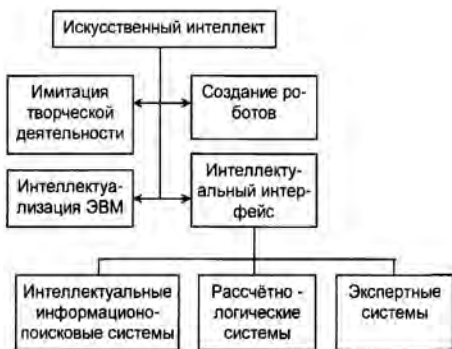 Искусственный интеллект
Имитация
творческой
деятельности
Создание ро-
ботов
Интеллектуа-
лизация ЭВМ
Интеллекту-
альный интер-
фейс
Интеллектуальные
информационо-
поисковые системы
Рассчётно -
логические
системы
Экспертные
системы